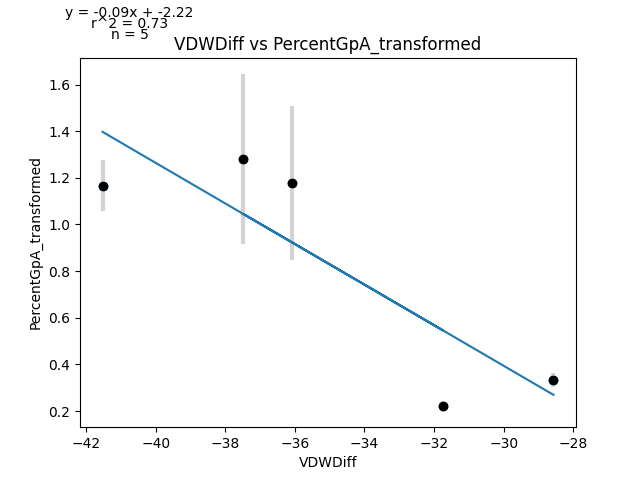 y = -0.09x + -2.22
r^2 = 0.73
n = 5
VDWDiff vs PercentGpA_transformed
PercentGpA_transformed
1.6
1.4
1.2
1.0
0.8
0.6
0.4
0.2
−42 −40 −38 −36 −34 −32 −30 −28
VDWDiff